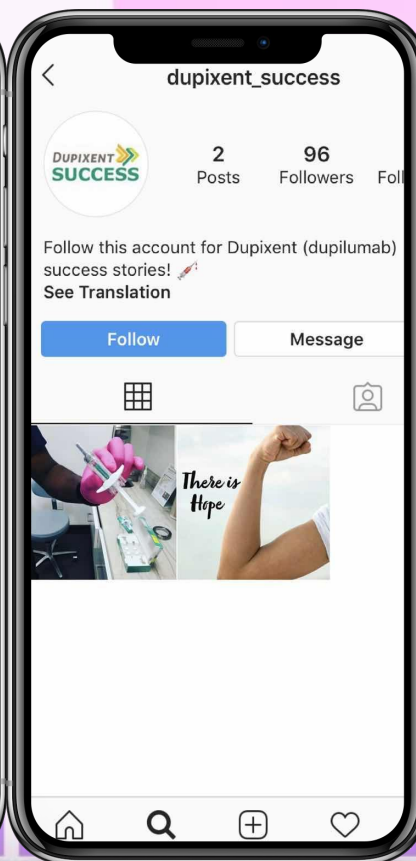 dupixent_success
DUPIXENT
SUCCESS
2
Posts
96
Followers
Foll
Follow this account for Dupixent (dupilumab)
success stories! 💉
See Translation
Follow
Message
There is
Hope